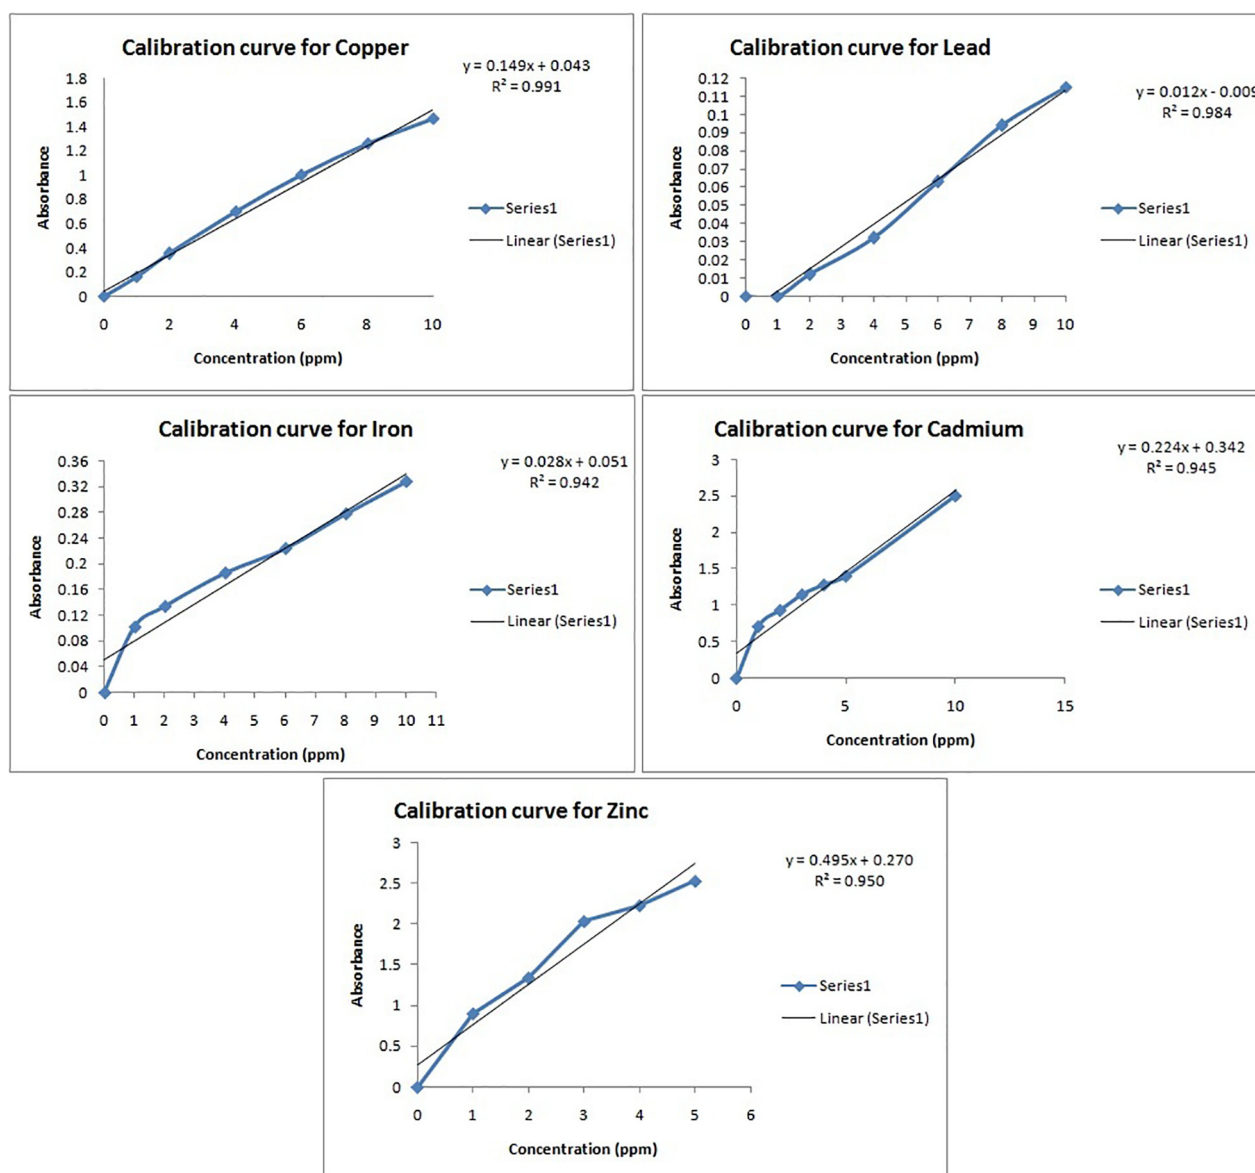 Calibration curve for Copper
y = 0.149x + 0.043
R² = 0.991
1.8
1.6
1.4
1.2
1
0.8
0.6
0.4
0.2
0
Absorbance
0 2 4 6 8 10
Concentration (ppm)
Series1
Linear (Series1)
Calibration curve for Lead
y = 0.012x - 0.009
R² = 0.984
0.12
0.11
0.1
0.09
0.08
0.07
0.06
0.05
0.04
0.03
0.02
0.01
0
Absorbance
0 1 2 3 4 5 6 7 8 9 10
Concentration (ppm)
Series1
Linear (Series1)
Calibration curve for Iron
y = 0.028x + 0.051
R² = 0.942
0.36
0.32
0.28
0.24
0.2
0.16
0.12
0.08
0.04
0
Absorbance
0 1 2 3 4 5 6 7 8 9 10 11
Concentration (ppm)
Series1
Linear (Series1)
Calibration curve for Cadmium
y = 0.224x + 0.342
R² = 0.945
3
2.5
2
1.5
1
0.5
0
Absorbance
0 5 10 15
Concentration (ppm)
Series1
Linear (Series1)
Calibration curve for Zinc
y = 0.495x + 0.270
R² = 0.950
3
2.5
2
1.5
1
0.5
0
Absorbance
0 1 2 3 4 5 6
Concentration (ppm)
Series1
Linear (Series1)